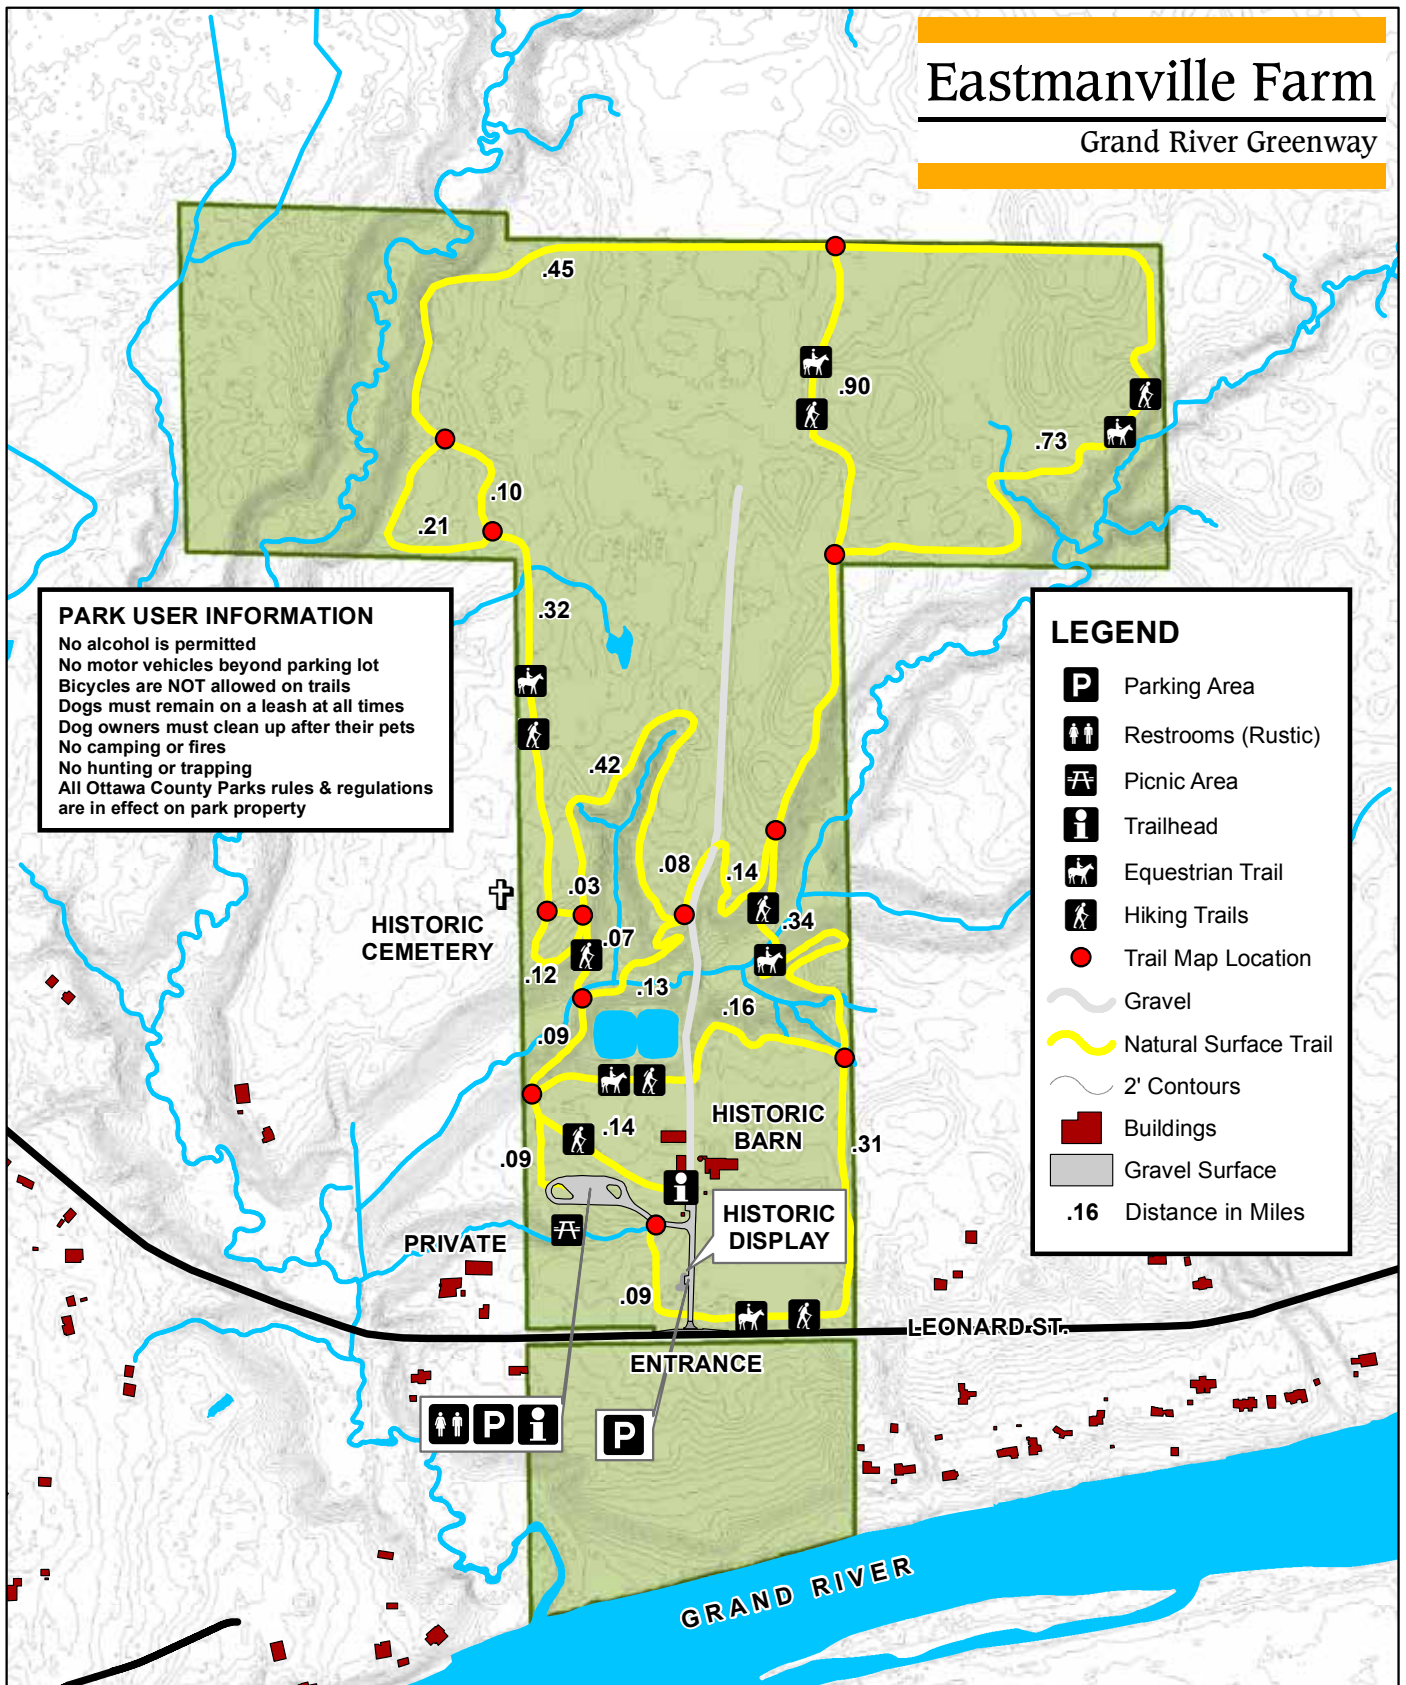 Eastmanville Farm
Grand River Greenway
.45
.90
.73
.10
.21
.32
PARK USER INFORMATION
No alcohol is permitted
No motor vehicles beyond parking lot
Bicycles are NOT allowed on trails
Dogs must remain on a leash at all times
Dog owners must clean up after their pets
No camping or fires
No hunting or trapping
All Ottawa County Parks rules & regulations
are in effect on park property
LEGEND
P Parking Area
Restrooms (Rustic)
Picnic Area
i Trailhead
Equestrian Trail
Hiking Trails
Trail Map Location
Gravel
Natural Surface Trail
2' Contours
Buildings
Gravel Surface
.16 Distance in Miles
.42
.08
.14
.03
.34
HISTORIC
CEMETERY
.07
.12
.13
.16
.09
HISTORIC
BARN
.14
.31
.09
i
HISTORIC
DISPLAY
PRIVATE
.09
LEONARD ST.
ENTRANCE
P i
P
GRAND RIVER